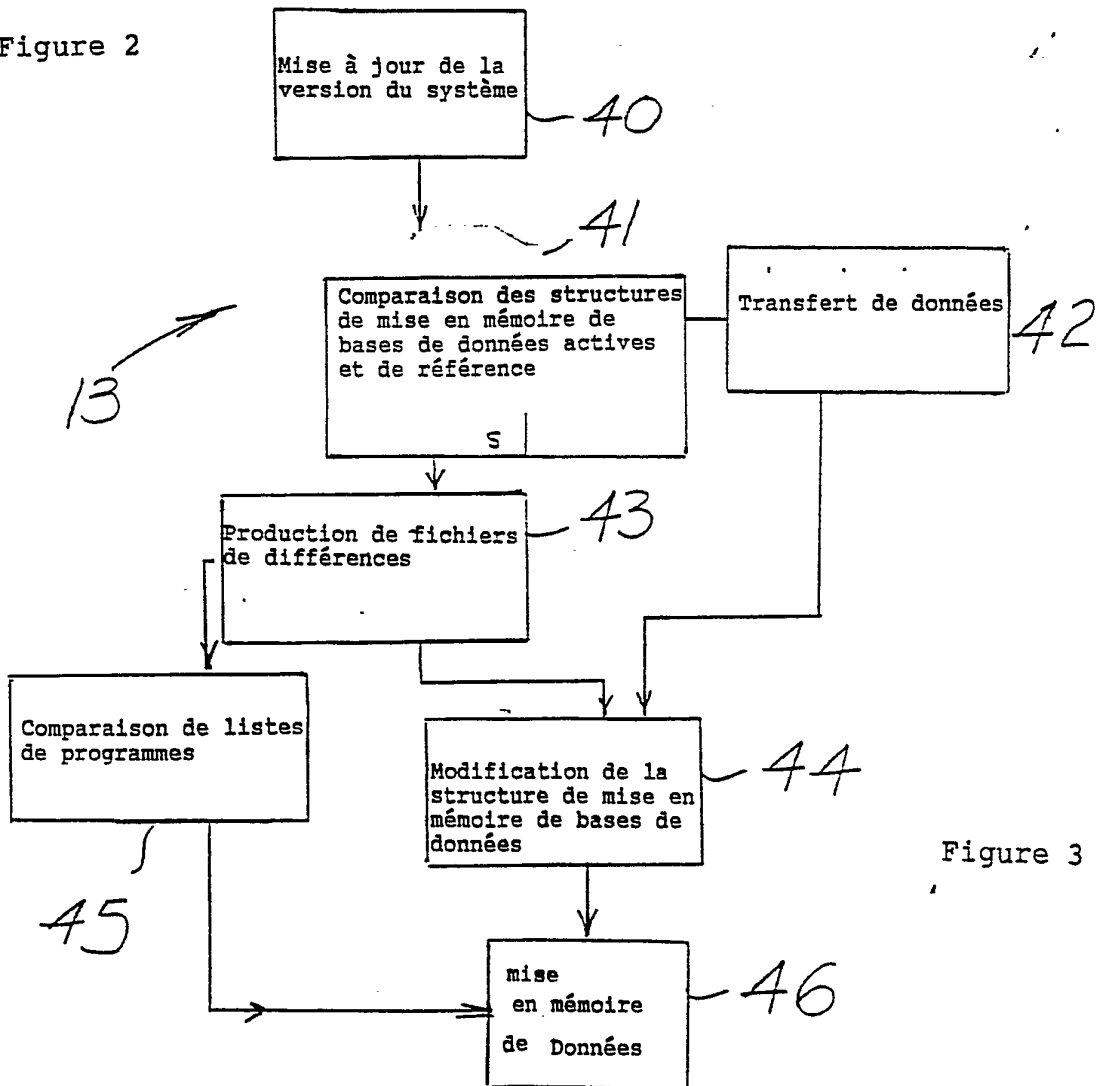 Figure 2
Mise à jour de la
version du système
40
41
Comparaison des structures
de mise en mémoire de
bases de données actives
et de référence
s
Transfert de données
42
13
Production de fichiers
de différences
43
Comparaison de listes
de programmes
45
Modification de la
structure de mise en
mémoire de bases de
données
44
Figure 3
mise
en mémoire
de Données
46